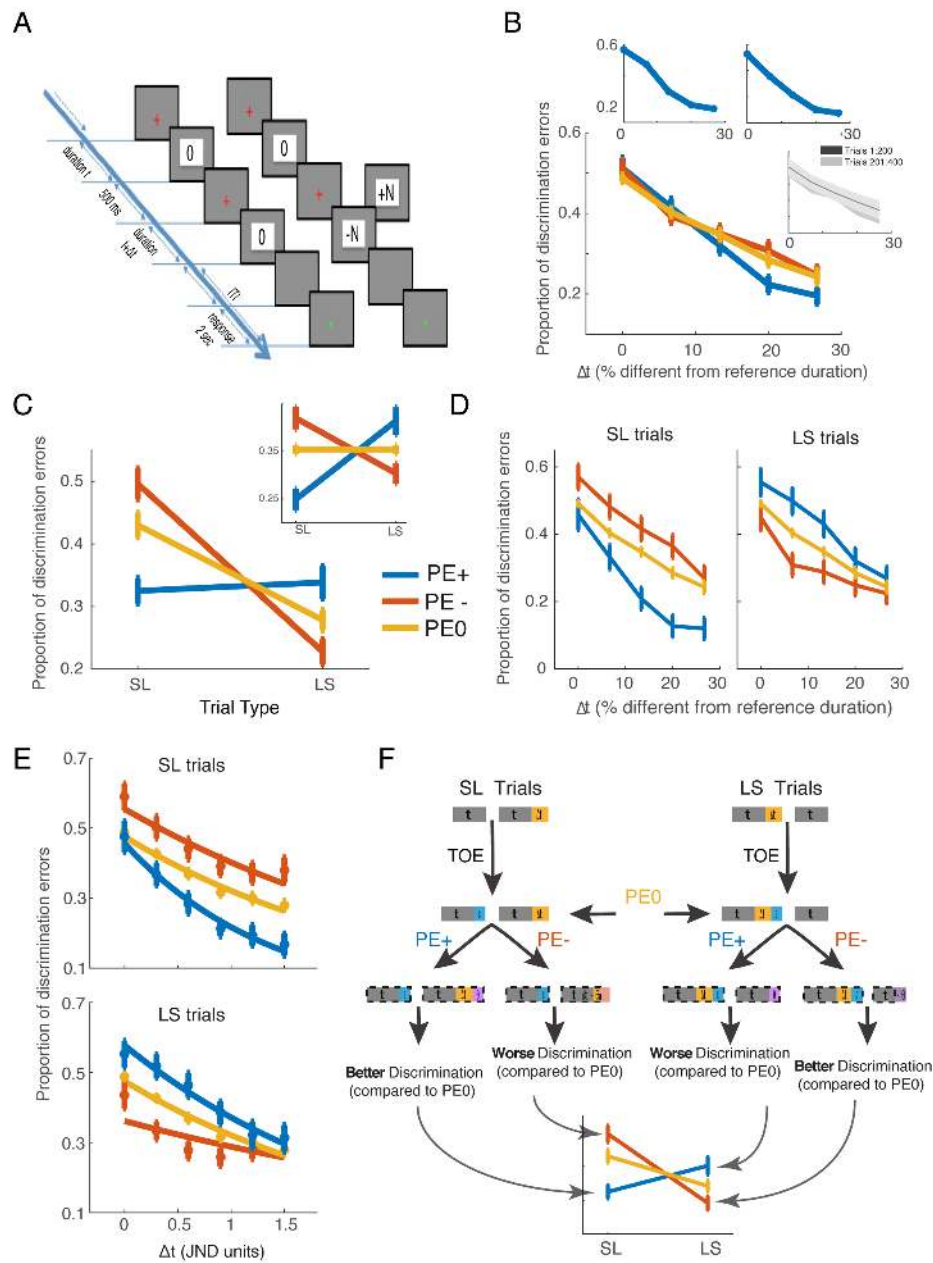 A
0
0
+N
0
-N
duration t
500 ms
duration
t+Δt
ITI
response
2 sec
B
0.6
0.2
0
30
0
30
Trials 1:200
Trials 201:400
0
30
Proportion of discrimination errors
0.6
0.4
0.2
0
10
20
30
Δt (% different from reference duration)
C
Proportion of discrimination errors
0.5
0.4
0.3
0.2
SL
LS
Trial Type
0.35
0.25
SL
LS
PE+
PE -
PE0
D
SL trials
LS trials
Proportion of discrimination errors
0.6
0.4
0.2
0
0
10
20
30
0
10
20
30
Δt (% different from reference duration)
E
SL trials
Proportion of discrimination errors
0.7
0.5
0.3
0.1
LS trials
0.7
0.5
0.3
0.1
0
0.5
1
1.5
Δt (JND units)
F
SL Trials
LS Trials
t
t
t
t
TOE
TOE
t
t
PE0
t
t
PE+
PE-
PE+
PE-
t
t
t
t
t
t
t
Better Discrimination
(compared to PE0)
Worse Discrimination
(compared to PE0)
Worse Discrimination
(compared to PE0)
Better Discrimination
(compared to PE0)
SL
LS